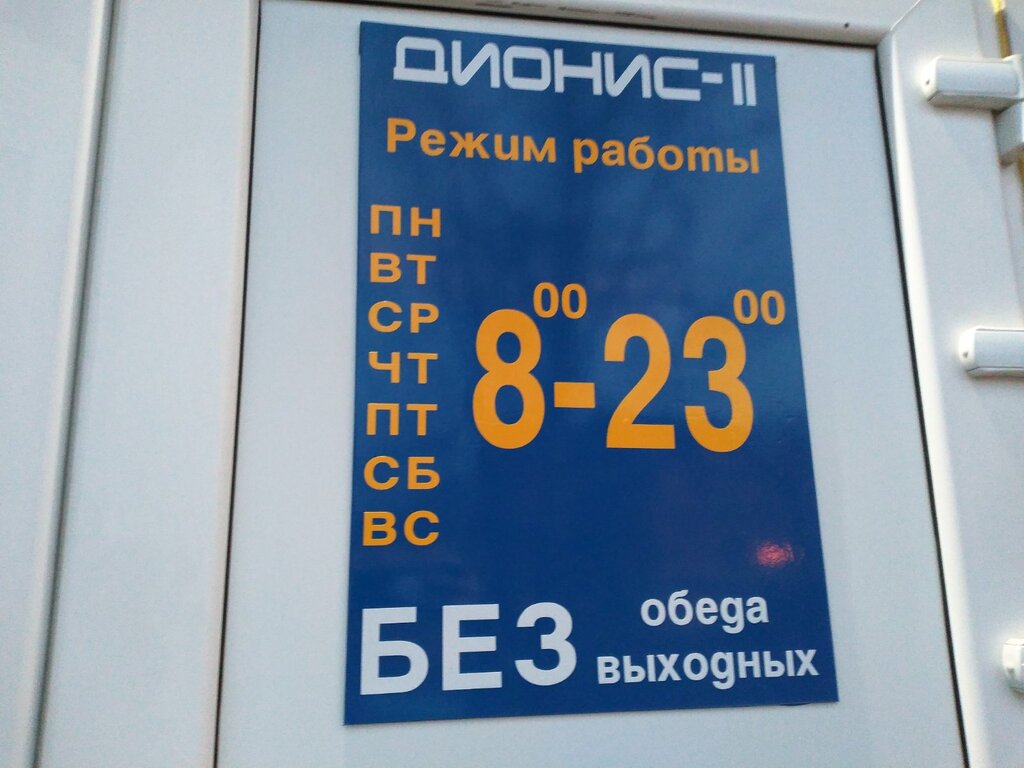 ДИОНИС-II
Режим работы
ПН
ВТ
СР
ЧТ
ПТ
СБ
ВС
8⁰⁰-23⁰⁰
БЕЗ обеда
выходных